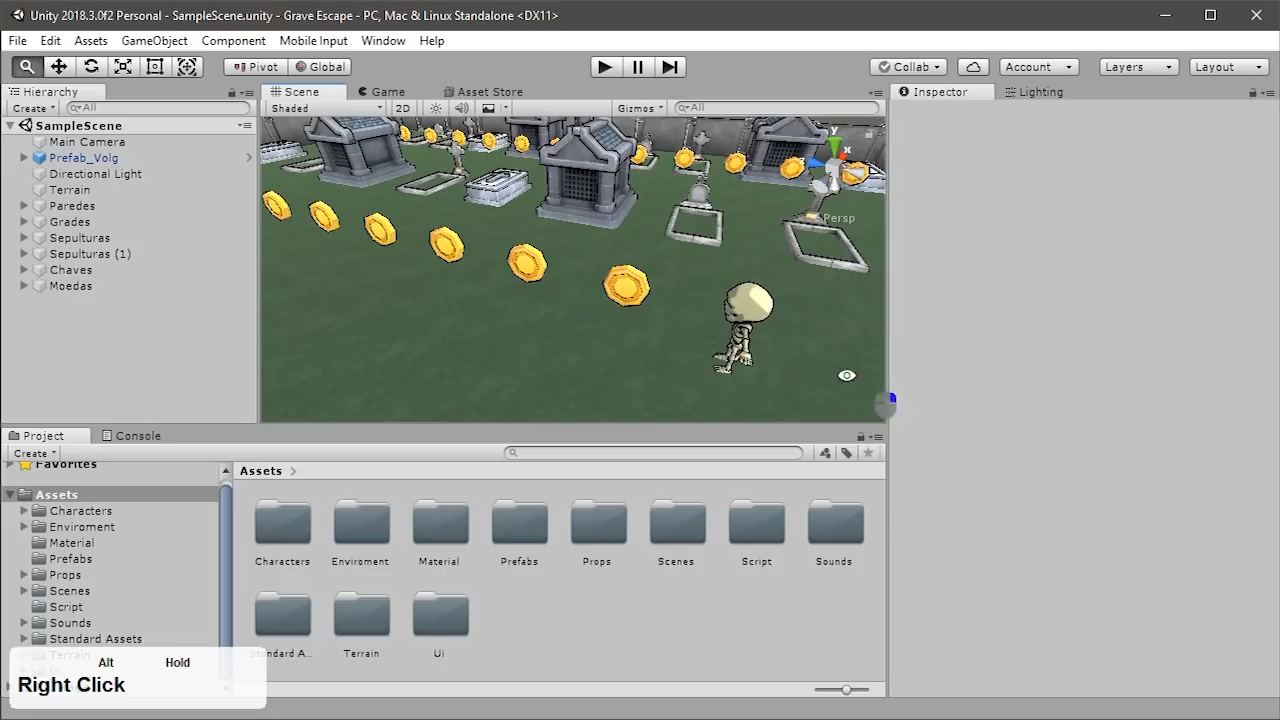 Unity 2018.3.0f2 Personal - SampleScene.unity - Grave Escape - PC, Mac & Linux Standalone <DX11>
File Edit Assets GameObject Component Mobile Input Window Help
Pivot Global Collab Account Layers Layout
Hierarchy Scene Game Asset Store Inspector Lighting
Create All Shaded 2D Gizmos All
SampleScene
Main Camera
Prefab_Volg
Directional Light
Terrain
Paredes
Grades
Sepulturas
Sepulturas (1)
Chaves
Moedas
y
x
Persp
Project Console
Create
Favorites
Assets
Assets
Characters
Enviroment
Material
Prefabs
Props
Scenes
Script
Sounds
Standard Assets
Terrain
Characters Enviroment Material Prefabs Props Scenes Script Sounds
Standard A... Terrain Ui
Alt Hold
Right Click